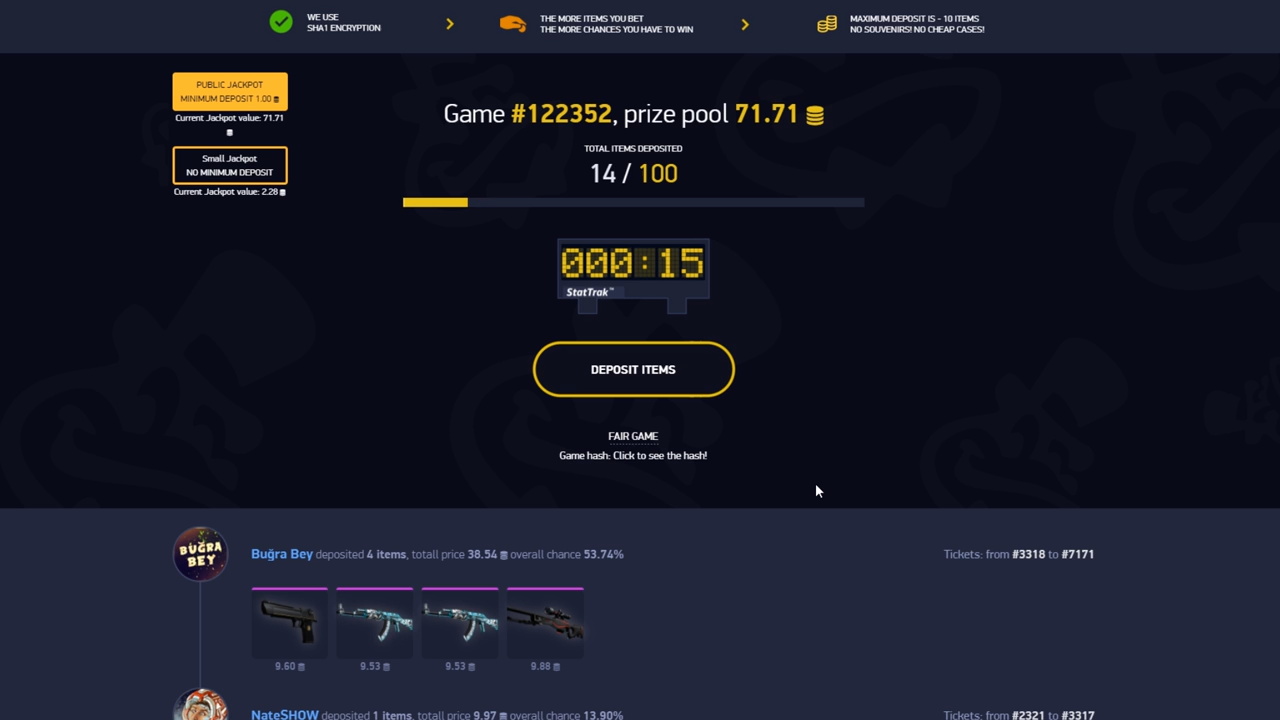 WE USE
SHA1 ENCRYPTION
THE MORE ITEMS YOU BET
THE MORE CHANCES YOU HAVE TO WIN
MAXIMUM DEPOSIT IS - 10 ITEMS
NO SOUVENIRS! NO CHEAP CASES!
PUBLIC JACKPOT
MINIMUM DEPOSIT 1.00
Current Jackpot value: 71.71
Small Jackpot
NO MINIMUM DEPOSIT
Current Jackpot value: 2.28
Game #122352, prize pool 71.71
TOTAL ITEMS DEPOSITED
14 / 100
000:15
StatTrak™
DEPOSIT ITEMS
FAIR GAME
Game hash: Click to see the hash!
BUĞRA
BEY
Buğra Bey deposited 4 items, totall price 38.54 overall chance 53.74%
Tickets: from #3318 to #7171
9.60 9.53 9.53 9.88
NateSHOW deposited 1 items, totall price 9.97 overall chance 13.90%
Tickets: from #2321 to #3317